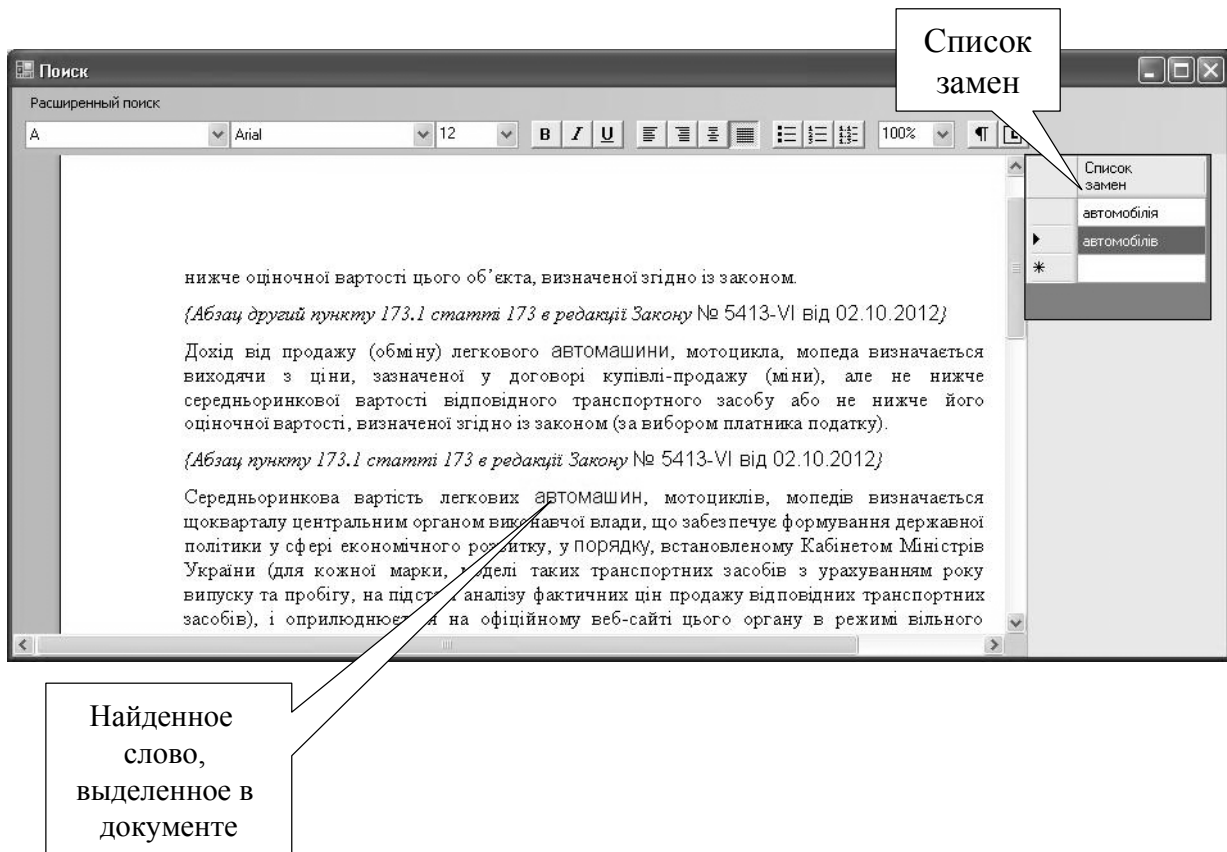 Список
замен
Поиск
Расширенный поиск
A Arial 12 B I U 100% ¶
Список
замен
автомобілія
автомобілів
нижче оціночної вартості цього об’єкта, визначеної згідно із законом.
{Абзац другий пункту 173.1 статті 173 в редакції Закону № 5413-VI від 02.10.2012}
Дохід від продажу (обміну) легкового автомашини, мотоцикла, мопеда визначається
виходячи з ціни, зазначеної у договорі купівлі-продажу (міни), але не нижче
середньоринкової вартості відповідного транспортного засобу або не нижче його
оціночної вартості, визначеної згідно із законом (за вибором платника податку).
{Абзац пункту 173.1 статті 173 в редакції Закону № 5413-VI від 02.10.2012}
Середньоринкова вартість легкових автомашин, мотоциклів, мопедів визначається
щокварталу центральним органом виконавчої влади, що забезпечує формування державної
політики у сфері економічного розвитку, у порядку, встановленому Кабінетом Міністрів
України (для кожної марки, моделі таких транспортних засобів з урахуванням року
випуску та пробігу, на підставі аналізу фактичних цін продажу відповідних транспортних
засобів), і оприлюднюється на офіційному веб-сайті цього органу в режимі вільного
Найденное
слово,
выделенное в
документе